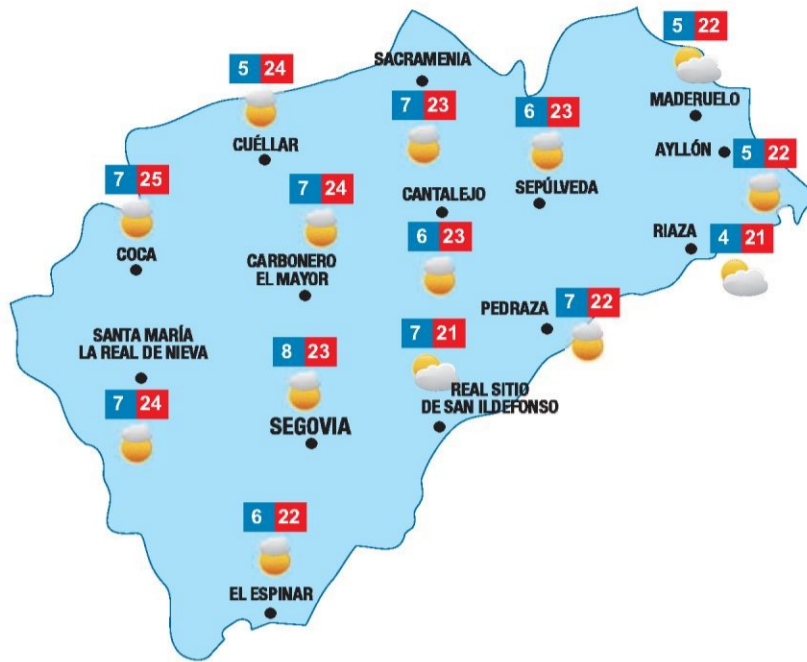 5 22
MADERUELO
5 24
CUÉLLAR
SACRAMENIA
7 23
6 23
SEPÚLVEDA
AYLLÓN
5 22
7 25
COCA
7 24
CARBONERO
EL MAYOR
CANTALEJO
6 23
RIAZA
4 21
PEDRAZA
7 22
SANTA MARÍA
LA REAL DE NIEVA
7 24
8 23
SEGOVIA
7 21
REAL SITIO
DE SAN ILDEFONSO
6 22
EL ESPINAR